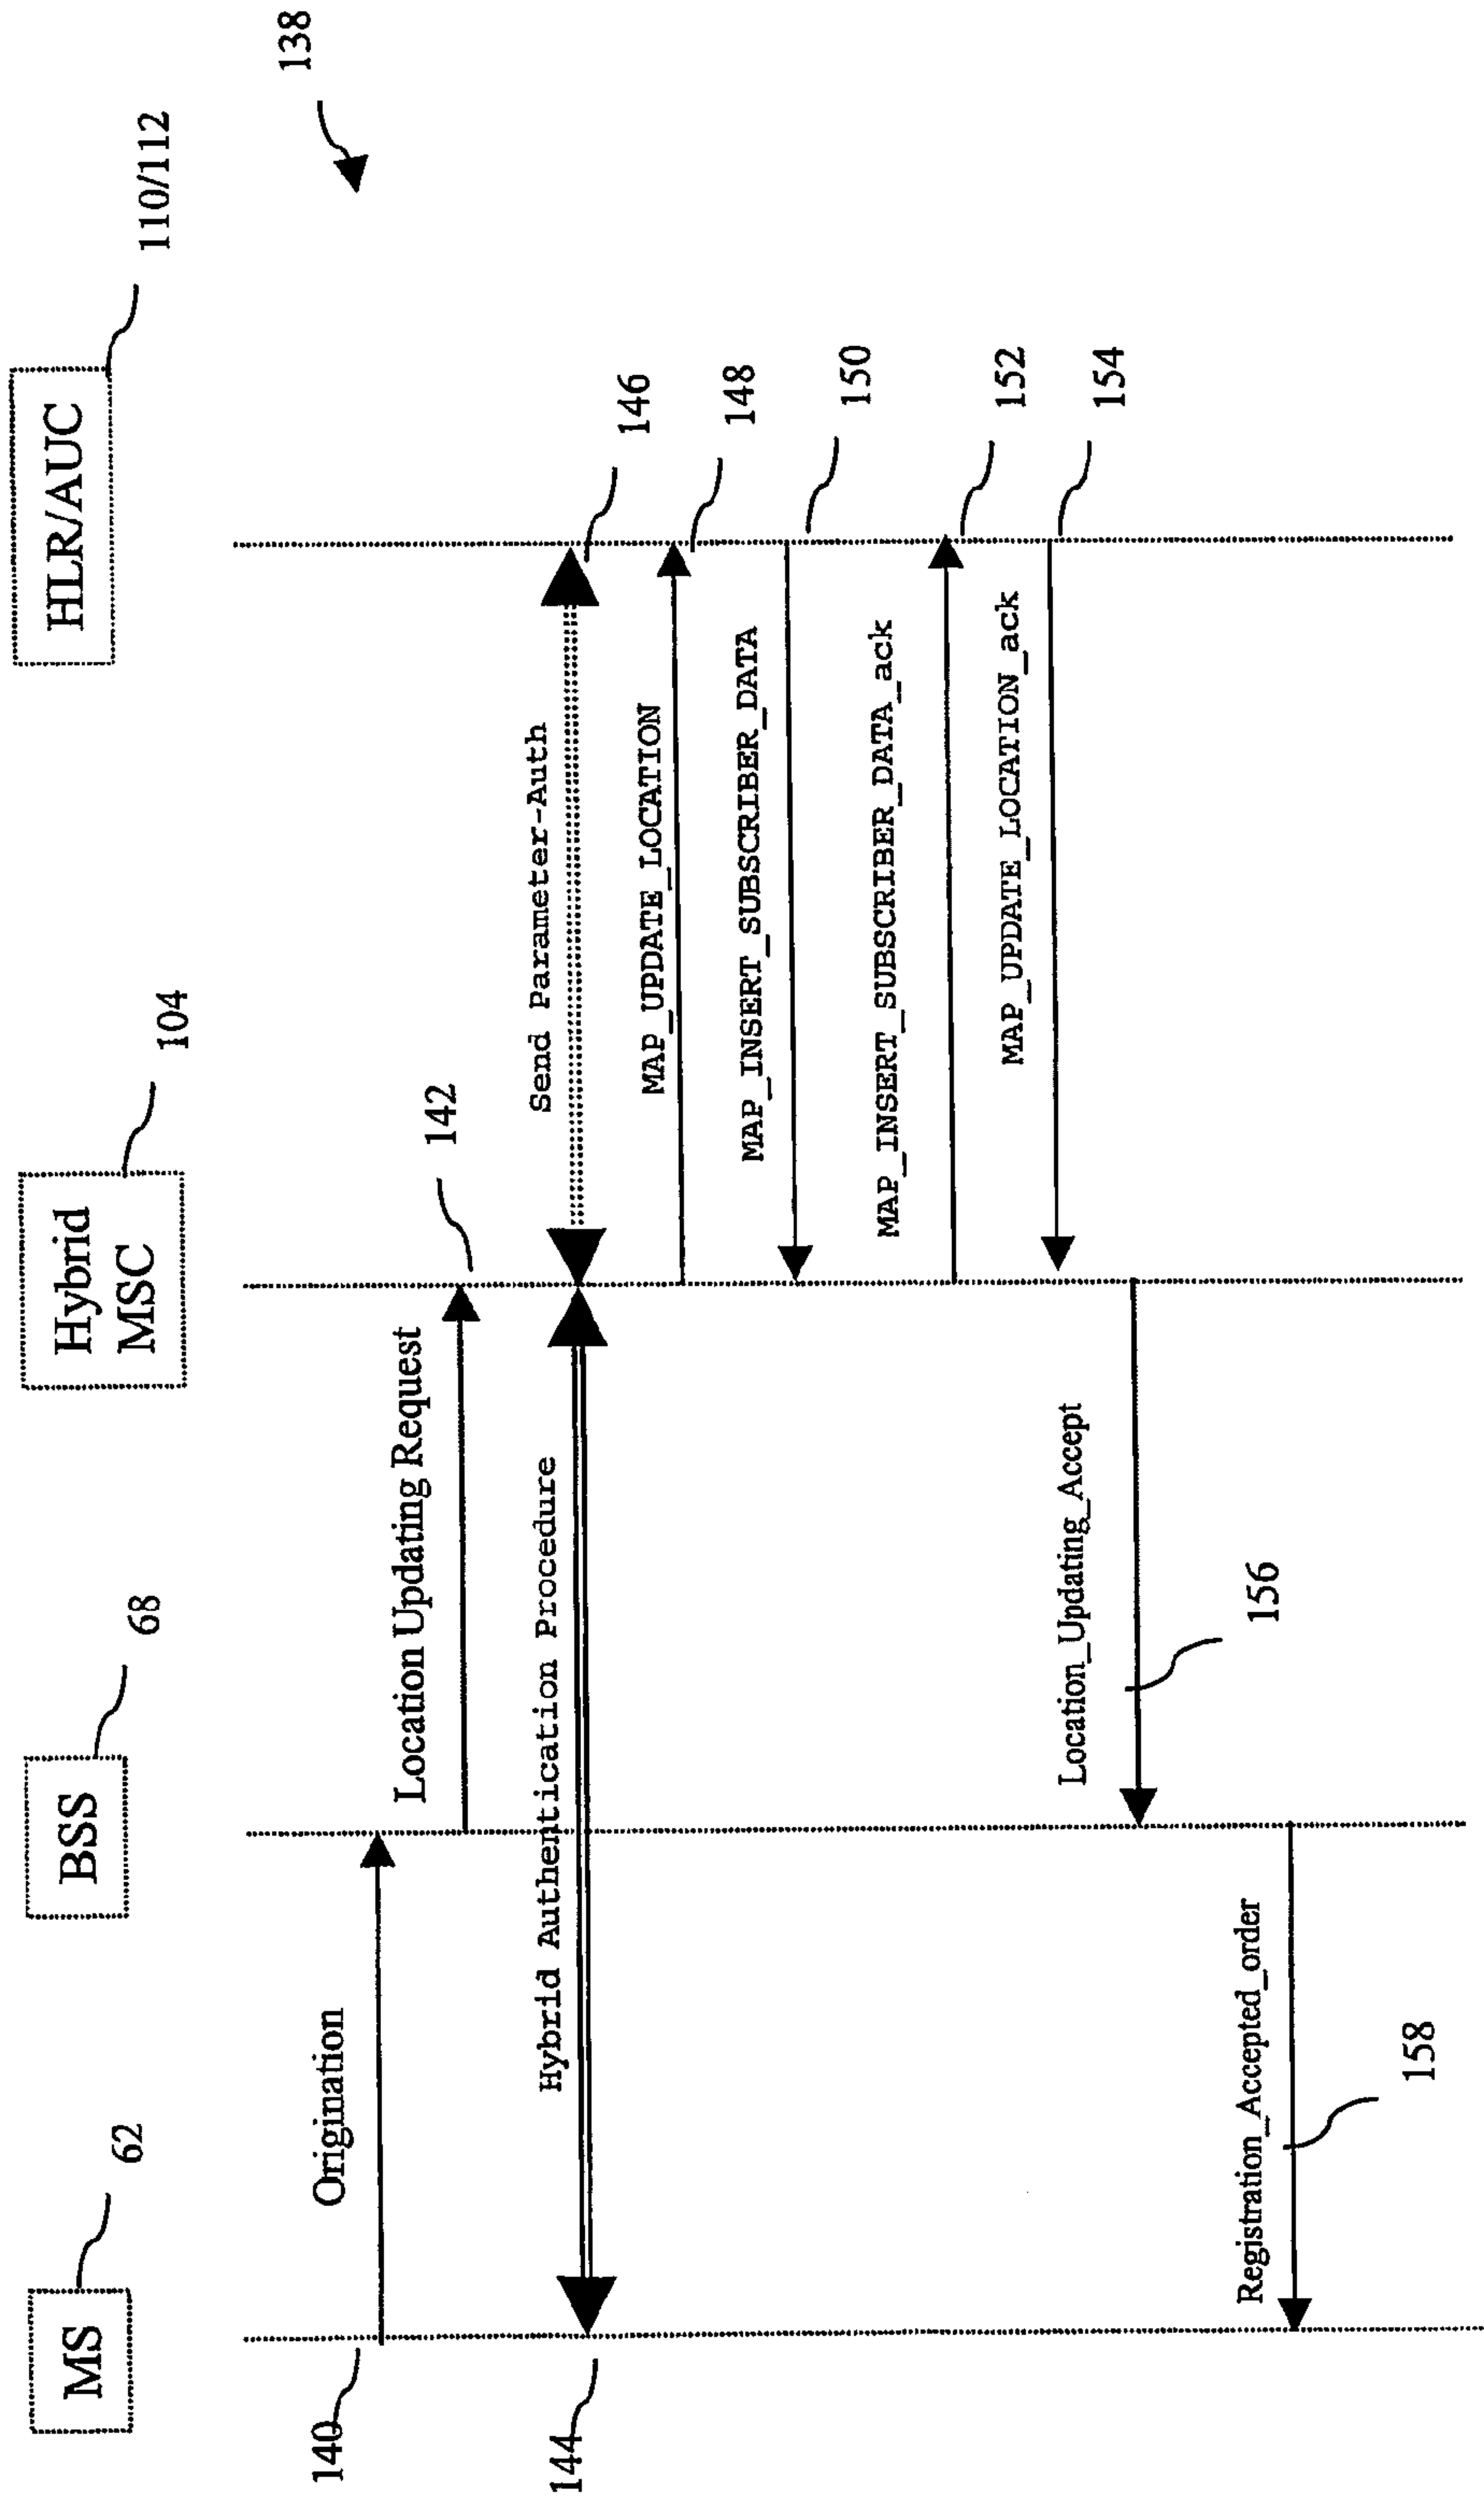 MS
62
BSS
68
Hybrid
MSC
104
HLR/AUC
110/112
138
140
Origination
Location Updating Request
142
144
Hybrid Authentication Procedure
Send Parameter-Auth
146
MAP_UPDATE_LOCATION
148
MAP_INSERT_SUBSCRIBER_DATA
150
MAP_INSERT_SUBSCRIBER_DATA_ack
152
MAP_UPDATE_LOCATION_ack
154
Location_Updating_Accept
156
Registration_Accepted_order
158